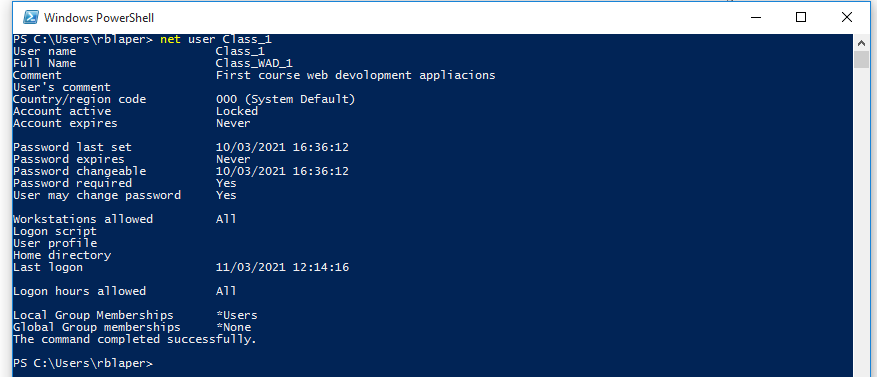 Windows PowerShell
PS C:\Users\rblaper> net user Class_1
User name Class_1
Full Name Class_WAD_1
Comment First course web devolopment appliacions
User's comment
Country/region code 000 (System Default)
Account active Locked
Account expires Never
Password last set 10/03/2021 16:36:12
Password expires Never
Password changeable 10/03/2021 16:36:12
Password required Yes
User may change password Yes
Workstations allowed All
Logon script
User profile
Home directory
Last logon 11/03/2021 12:14:16
Logon hours allowed All
Local Group Memberships *Users
Global Group memberships *None
The command completed successfully.
PS C:\Users\rblaper>